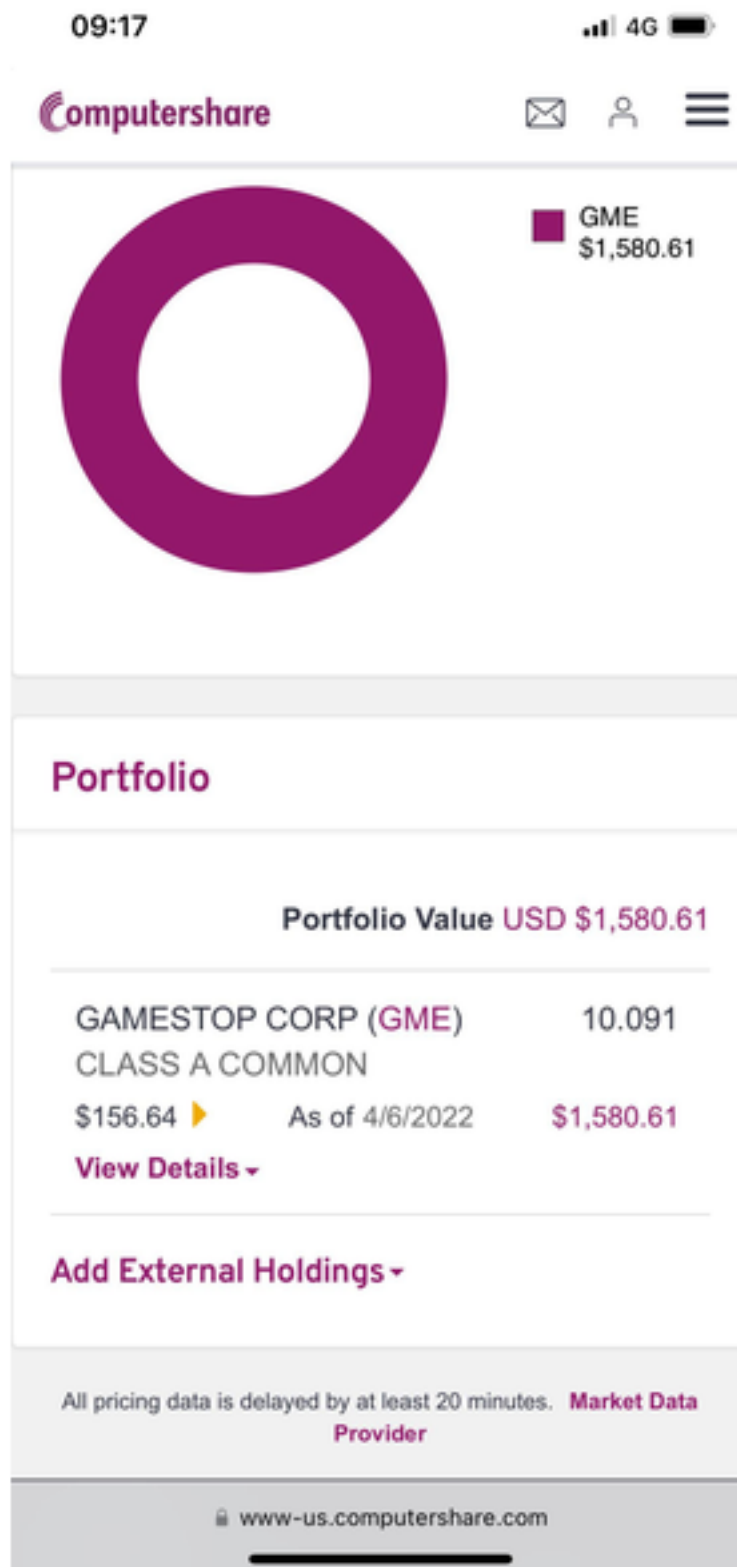 09:17 4G
Computershare
GME
$1,580.61
Portfolio
Portfolio Value USD $1,580.61
GAMESTOP CORP (GME) 10.091
CLASS A COMMON
$156.64 As of 4/6/2022 $1,580.61
View Details
Add External Holdings
All pricing data is delayed by at least 20 minutes. Market Data
Provider
www-us.computershare.com